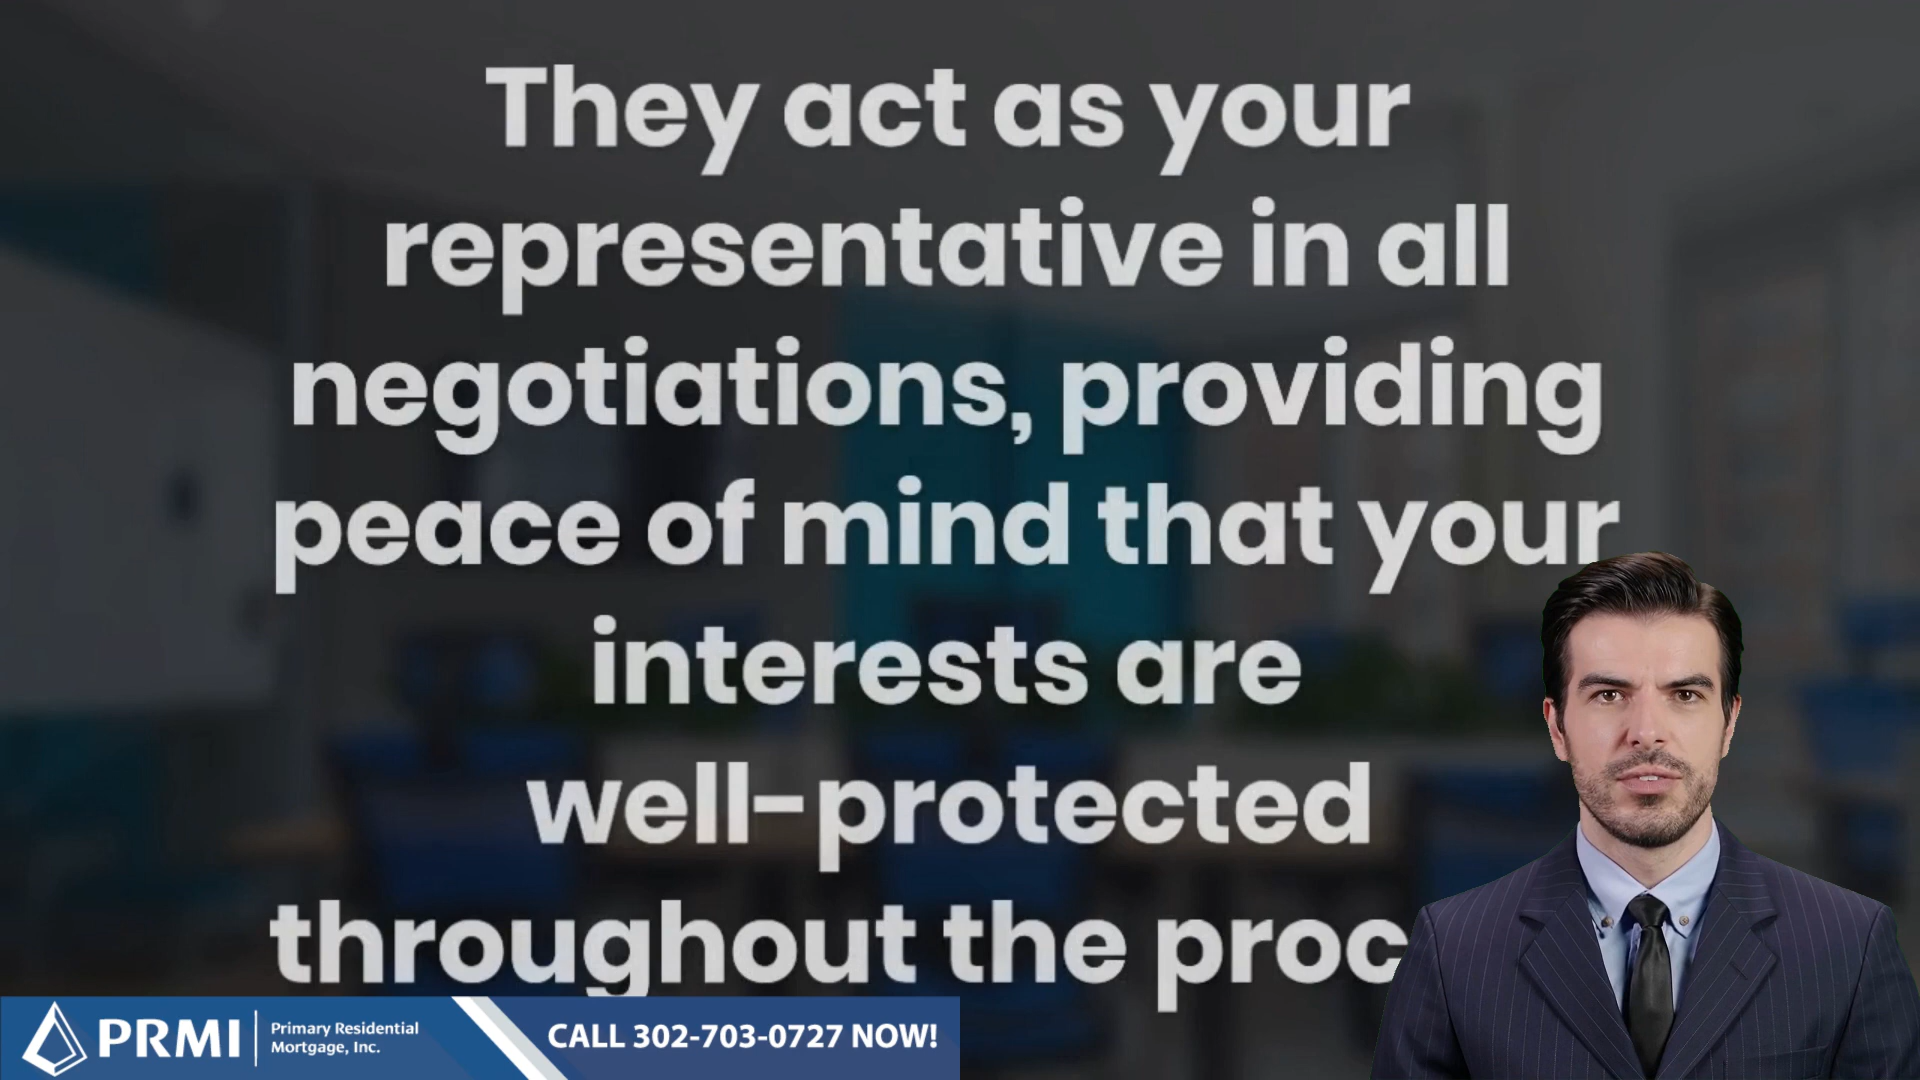 They act as your
representative in all
negotiations, providing
peace of mind that your
interests are
well-protected
throughout the proc
PRMI
Primary Residential
Mortgage, Inc.
CALL 302-703-0727 NOW!